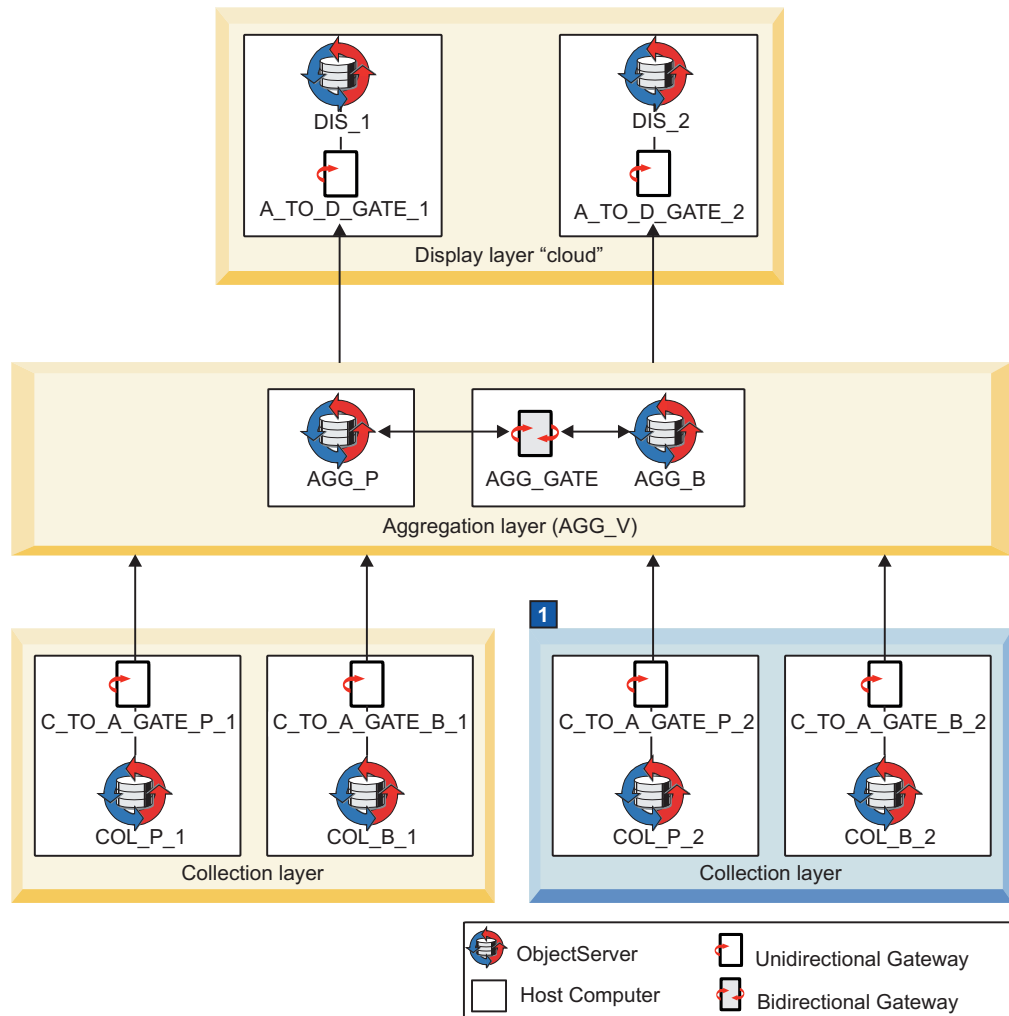 DIS_1
DIS_2
A_TO_D_GATE_1
A_TO_D_GATE_2
Display layer “cloud”
AGG_P
AGG_GATE
AGG_B
Aggregation layer (AGG_V)
1
C_TO_A_GATE_P_1
C_TO_A_GATE_B_1
C_TO_A_GATE_P_2
C_TO_A_GATE_B_2
COL_P_1
COL_B_1
COL_P_2
COL_B_2
Collection layer
Collection layer
ObjectServer
Unidirectional Gateway
Host Computer
Bidirectional Gateway